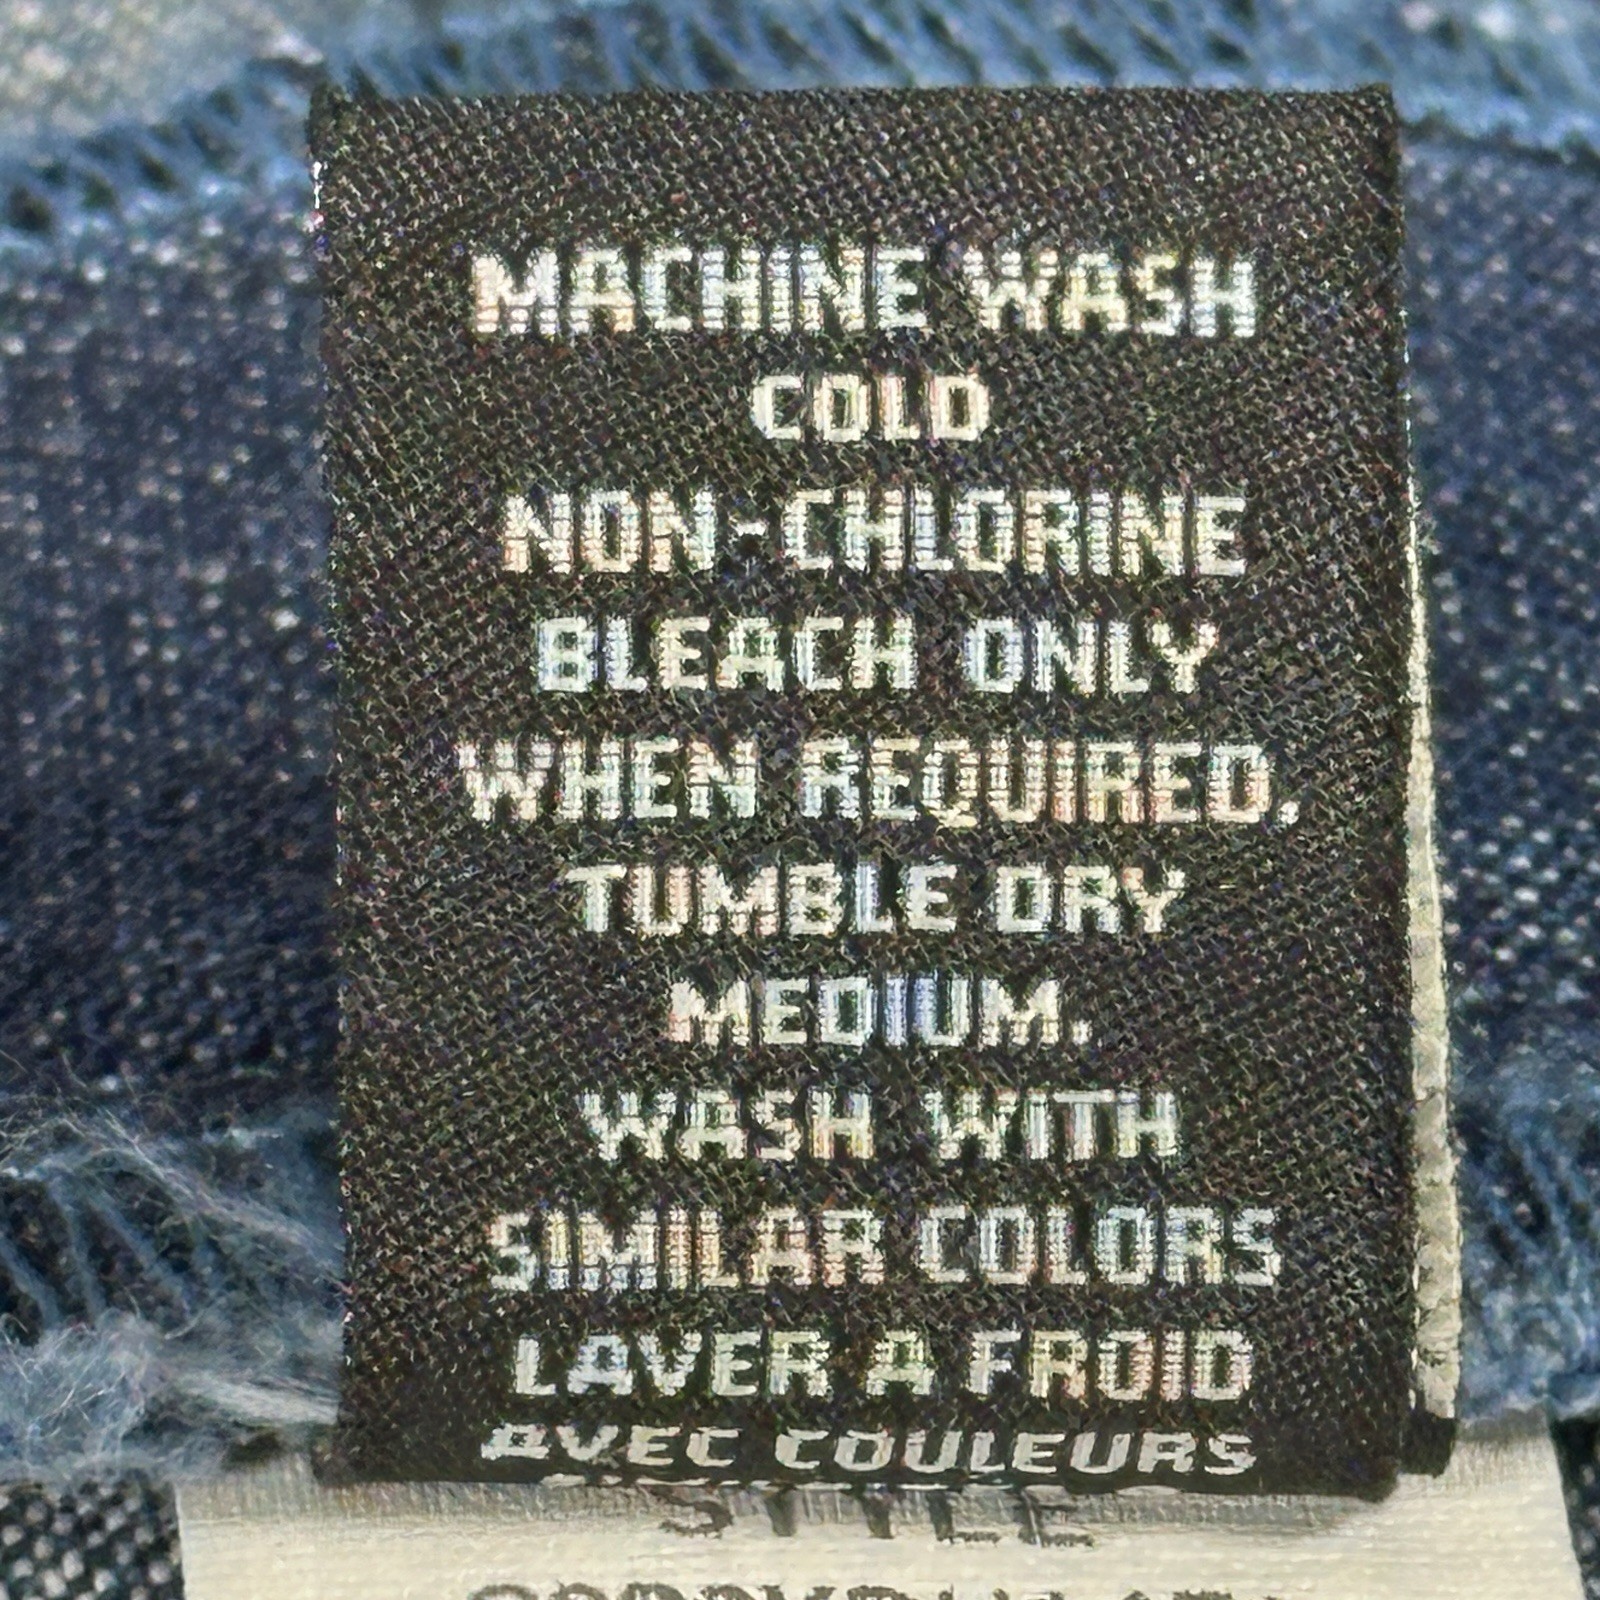 MACHINE WASH
COLD
NON-CHLORINE
BLEACH ONLY
WHEN REQUIRED.
TUMBLE DRY
MEDIUM.
WASH WITH
SIMILAR COLORS
LAVER A FROID
AVEC COULEURS
STYLE